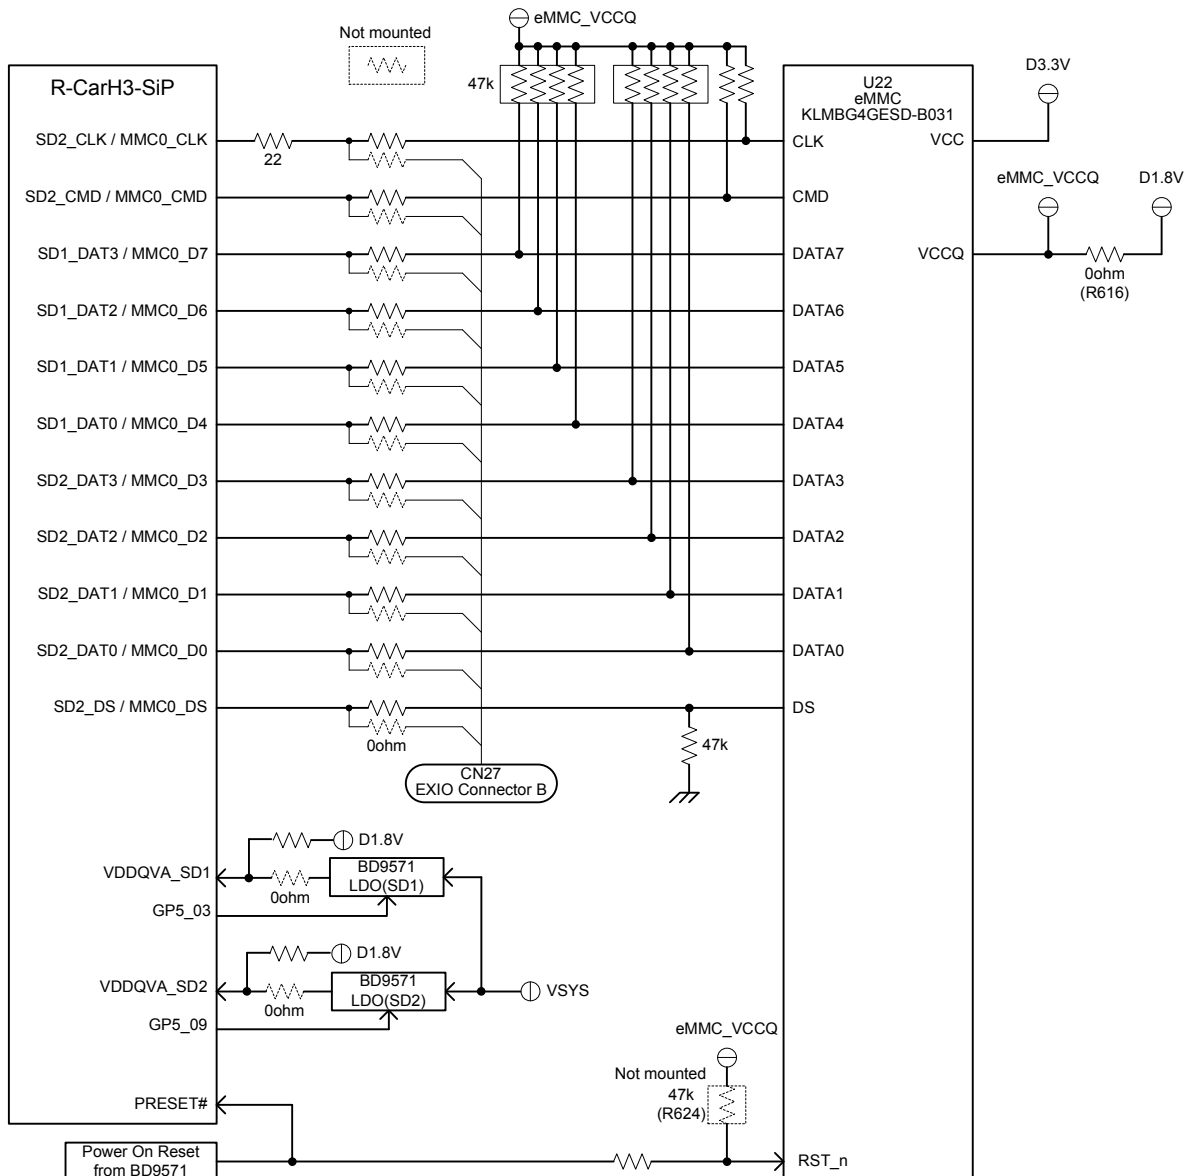 eMMC_VCCQ
Not mounted
47k
R-CarH3-SiP
U22
eMMC
KLMBG4GESD-B031
D3.3V
SD2_CLK / MMC0_CLK
22
CLK
VCC
eMMC_VCCQ
D1.8V
SD2_CMD / MMC0_CMD
CMD
SD1_DAT3 / MMC0_D7
DATA7
VCCQ
0ohm
(R616)
SD1_DAT2 / MMC0_D6
DATA6
SD1_DAT1 / MMC0_D5
DATA5
SD1_DAT0 / MMC0_D4
DATA4
SD2_DAT3 / MMC0_D3
DATA3
SD2_DAT2 / MMC0_D2
DATA2
SD2_DAT1 / MMC0_D1
DATA1
SD2_DAT0 / MMC0_D0
DATA0
SD2_DS / MMC0_DS
DS
0ohm
47k
CN27
EXIO Connector B
D1.8V
VDDQVA_SD1
0ohm
BD9571
LDO(SD1)
GP5_03
D1.8V
VDDQVA_SD2
0ohm
BD9571
LDO(SD2)
VSYS
GP5_09
eMMC_VCCQ
Not mounted
47k
(R624)
PRESET#
Power On Reset
from BD9571
RST_n